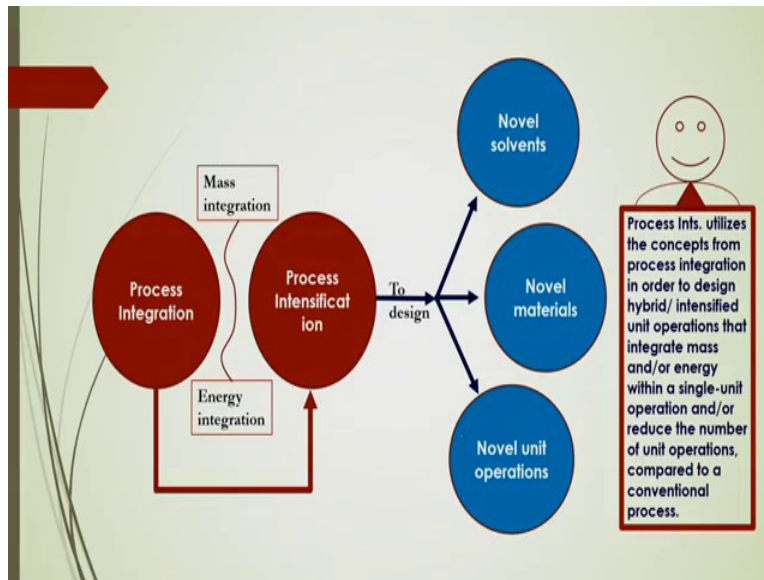 Process
Integration
Mass
integration
Energy
integration
Process
Intensificat
ion
To
design
Novel
solvents
Novel
materials
Novel unit
operations
Process Ints. utilizes
the concepts from
process integration
in order to design
hybrid/ intensified
unit operations that
integrate mass
and/or energy
within a single-unit
operation and/or
reduce the number
of unit operations,
compared to a
conventional
process.